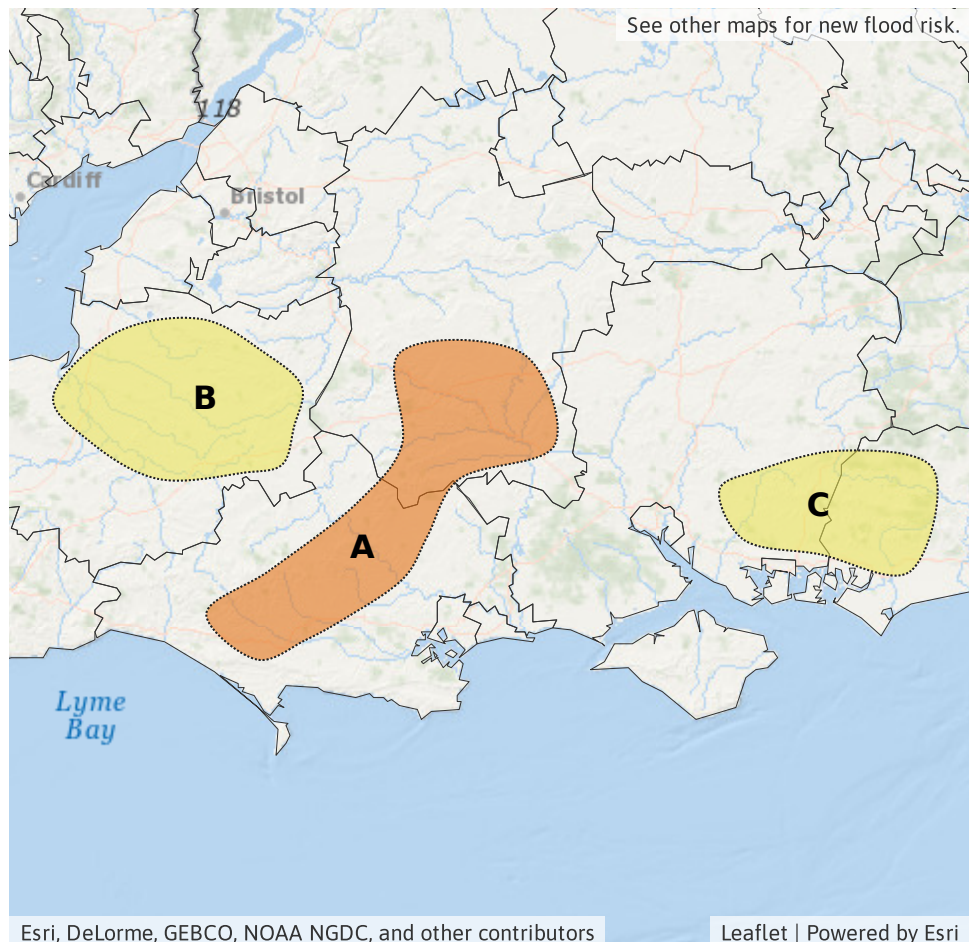 See other maps for new flood risk.
118
Cardiff
Bristol
B
C
A
Lyme
Bay
Esri, DeLorme, GEBCO, NOAA NGDC, and other contributors
Leaflet | Powered by Esri